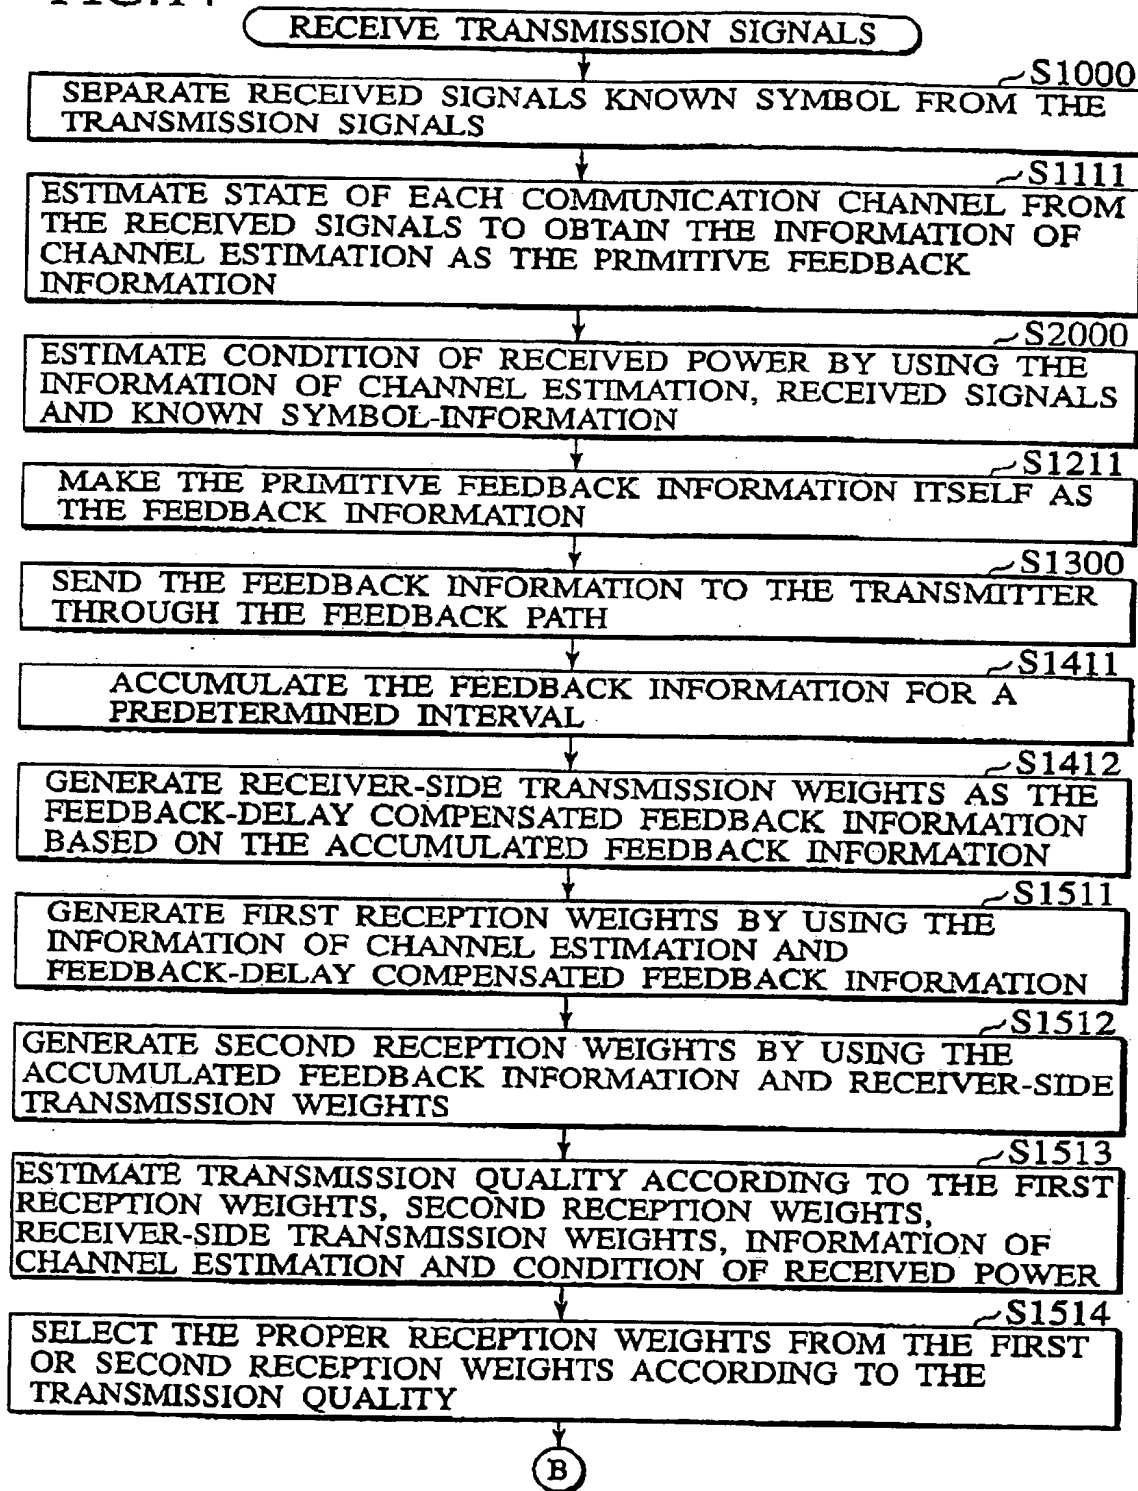 RECEIVE TRANSMISSION SIGNALS
S1000
SEPARATE RECEIVED SIGNALS KNOWN SYMBOL FROM THE
TRANSMISSION SIGNALS
S1111
ESTIMATE STATE OF EACH COMMUNICATION CHANNEL FROM
THE RECEIVED SIGNALS TO OBTAIN THE INFORMATION OF
CHANNEL ESTIMATION AS THE PRIMITIVE FEEDBACK
INFORMATION
S2000
ESTIMATE CONDITION OF RECEIVED POWER BY USING THE
INFORMATION OF CHANNEL ESTIMATION, RECEIVED SIGNALS
AND KNOWN SYMBOL-INFORMATION
S1211
MAKE THE PRIMITIVE FEEDBACK INFORMATION ITSELF AS
THE FEEDBACK INFORMATION
S1300
SEND THE FEEDBACK INFORMATION TO THE TRANSMITTER
THROUGH THE FEEDBACK PATH
S1411
ACCUMULATE THE FEEDBACK INFORMATION FOR A
PREDETERMINED INTERVAL
S1412
GENERATE RECEIVER-SIDE TRANSMISSION WEIGHTS AS THE
FEEDBACK-DELAY COMPENSATED FEEDBACK INFORMATION
BASED ON THE ACCUMULATED FEEDBACK INFORMATION
S1511
GENERATE FIRST RECEPTION WEIGHTS BY USING THE
INFORMATION OF CHANNEL ESTIMATION AND
FEEDBACK-DELAY COMPENSATED FEEDBACK INFORMATION
S1512
GENERATE SECOND RECEPTION WEIGHTS BY USING THE
ACCUMULATED FEEDBACK INFORMATION AND RECEIVER-SIDE
TRANSMISSION WEIGHTS
S1513
ESTIMATE TRANSMISSION QUALITY ACCORDING TO THE FIRST
RECEPTION WEIGHTS, SECOND RECEPTION WEIGHTS,
RECEIVER-SIDE TRANSMISSION WEIGHTS, INFORMATION OF
CHANNEL ESTIMATION AND CONDITION OF RECEIVED POWER
S1514
SELECT THE PROPER RECEPTION WEIGHTS FROM THE FIRST
OR SECOND RECEPTION WEIGHTS ACCORDING TO THE
TRANSMISSION QUALITY
B